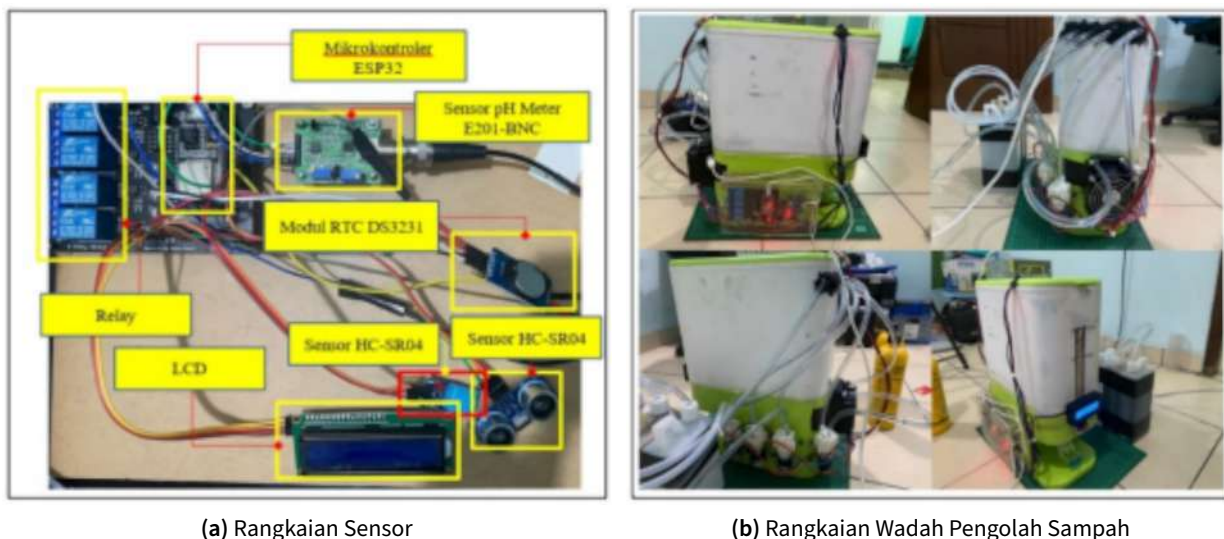 Mikrokontroler
ESP32
Sensor pH Meter
E201-BNC
Modul RTC DS3231
Relay
Sensor HC-SR04
Sensor HC-SR04
LCD
(a) Rangkaian Sensor
(b) Rangkaian Wadah Pengolah Sampah